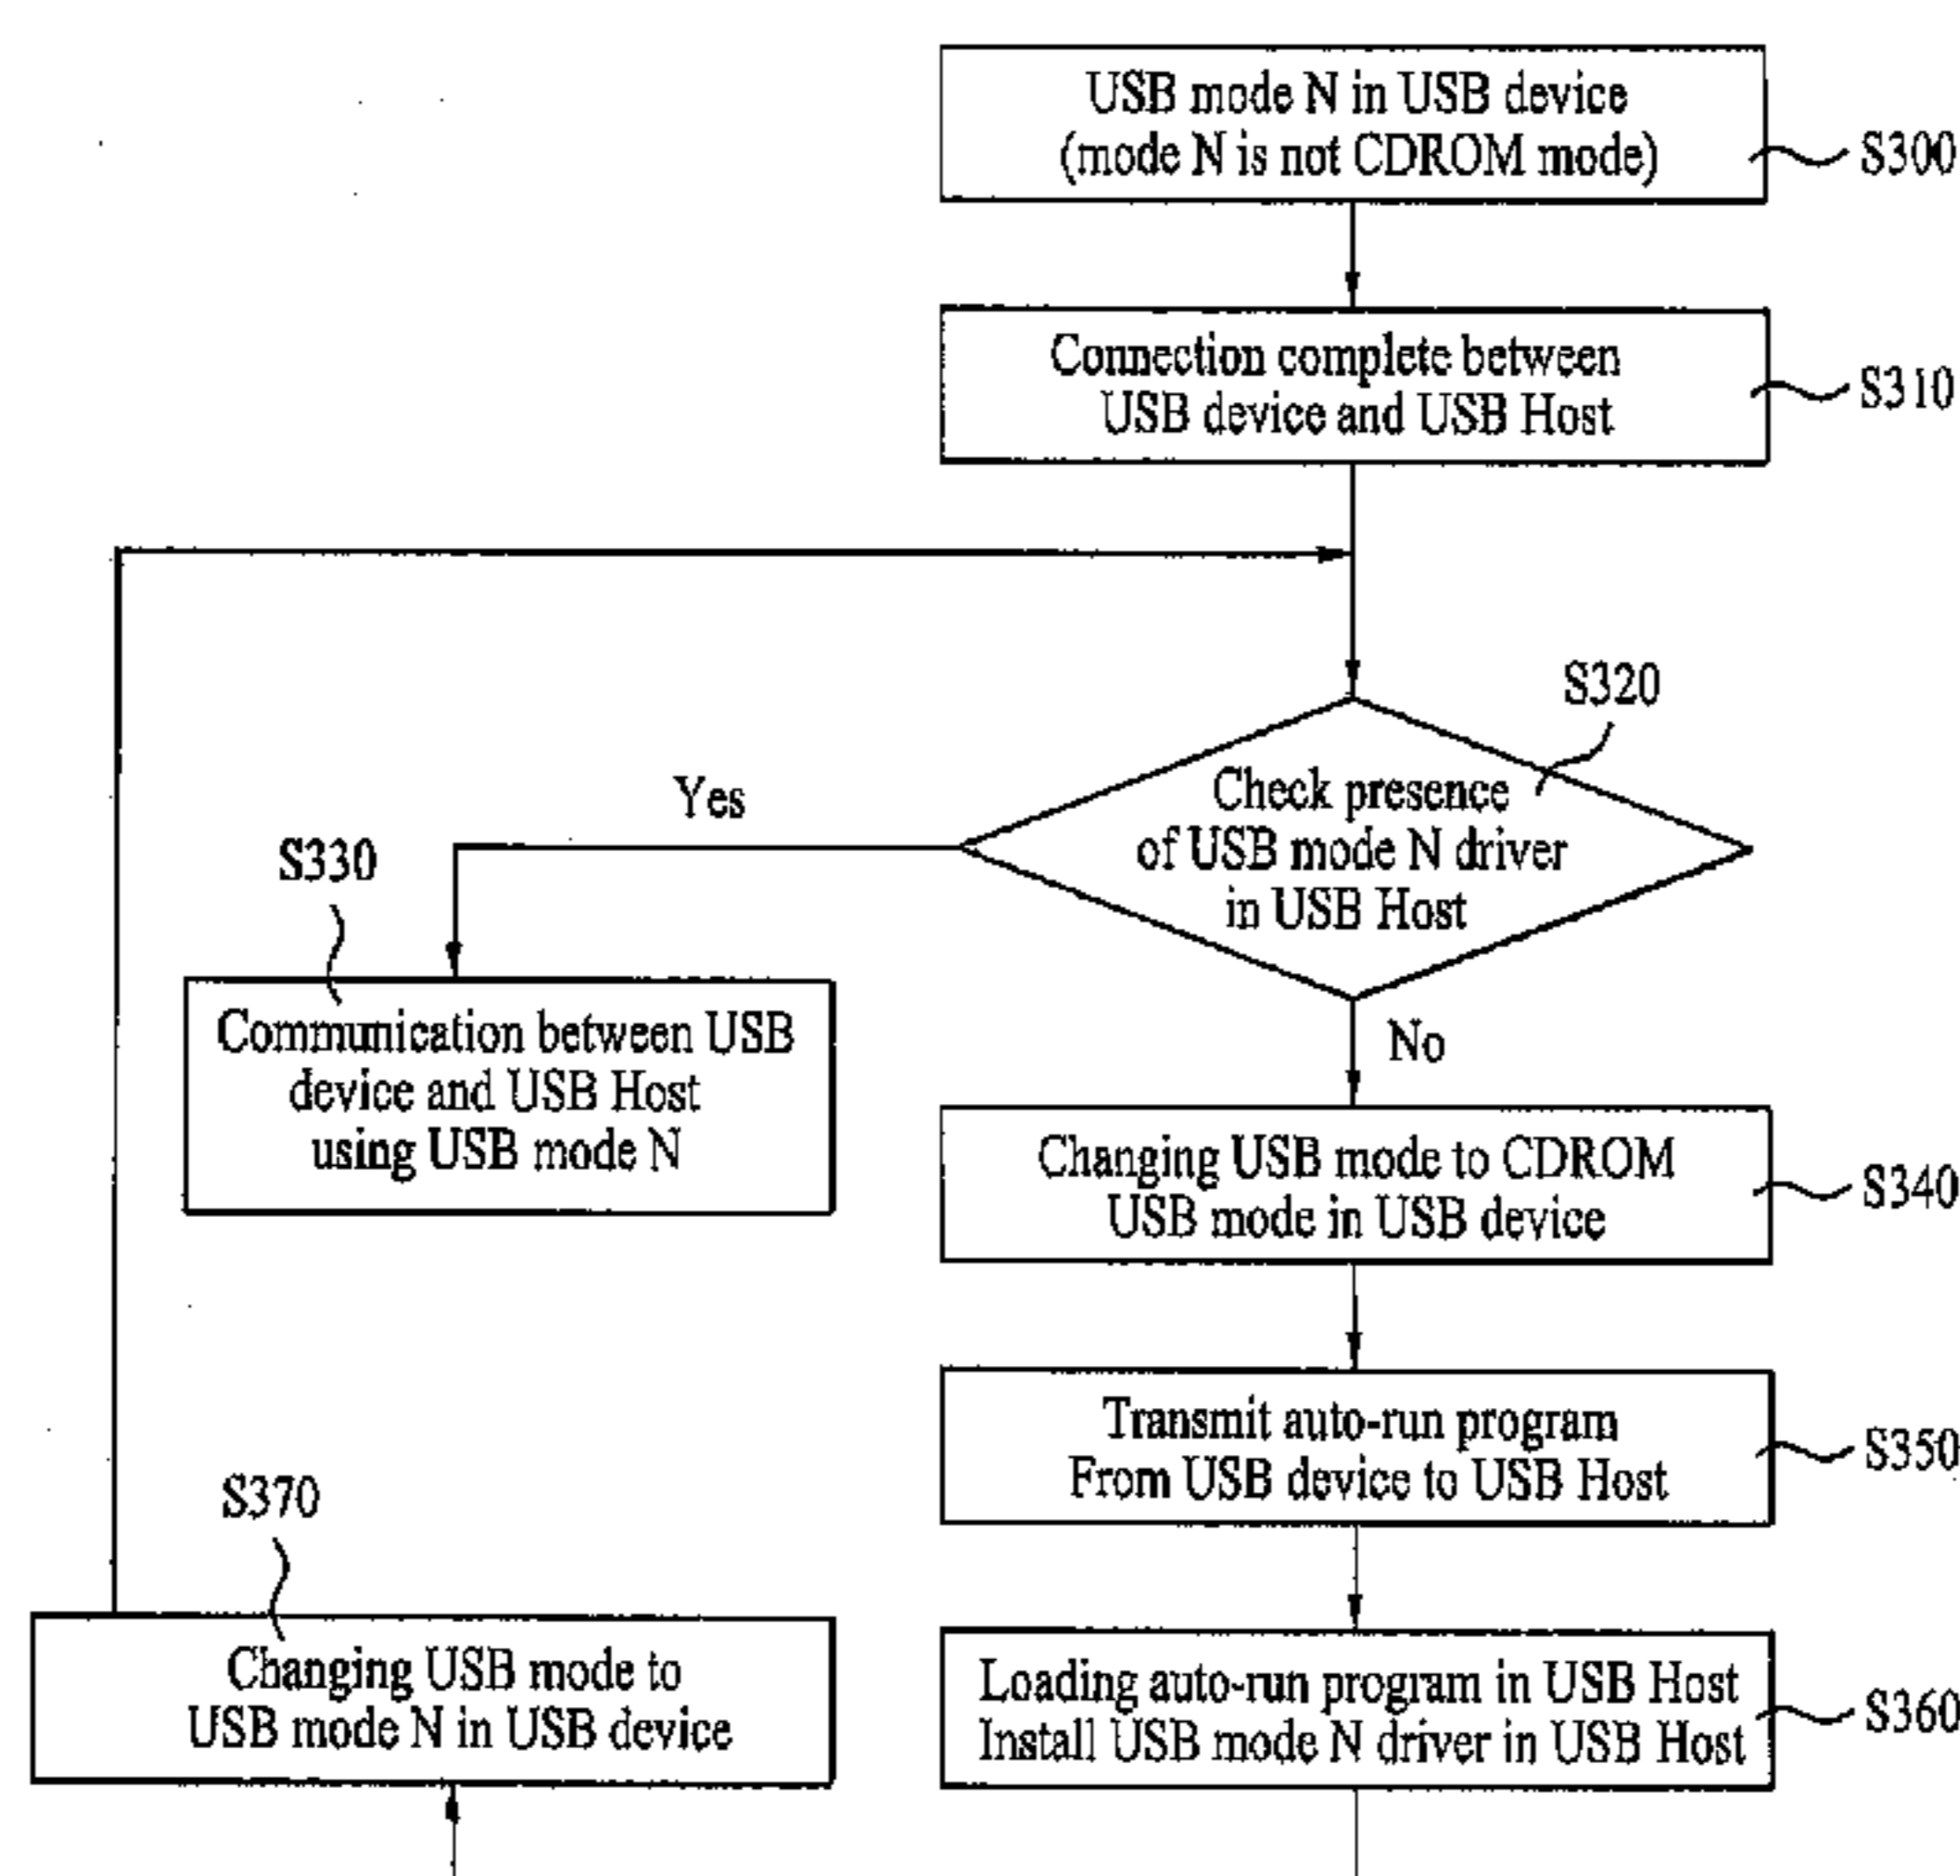 USB mode N in USB device
(mode N is not CDROM mode)
S300
Connection complete between
USB device and USB Host
S310
S320
Check presence
of USB mode N driver
in USB Host
Yes
No
S330
Communication between USB
device and USB Host
using USB mode N
Changing USB mode to CDROM
USB mode in USB device
S340
Transmit auto-run program
From USB device to USB Host
S350
Loading auto-run program in USB Host
Install USB mode N driver in USB Host
S360
S370
Changing USB mode to
USB mode N in USB device